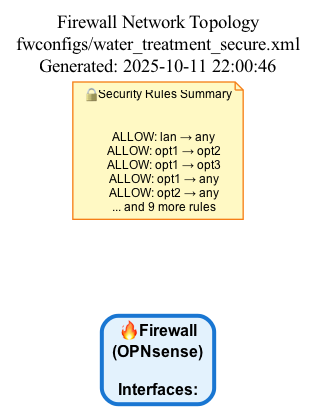 Firewall Network Topology
fwconfigs/water_treatment_secure.xml
Generated: 2025-10-11 22:00:46
🔒Security Rules Summary
ALLOW: lan → any
ALLOW: opt1 → opt2
ALLOW: opt1 → opt3
ALLOW: opt1 → any
ALLOW: opt2 → any
... and 9 more rules
🔥Firewall
(OPNsense)
Interfaces: